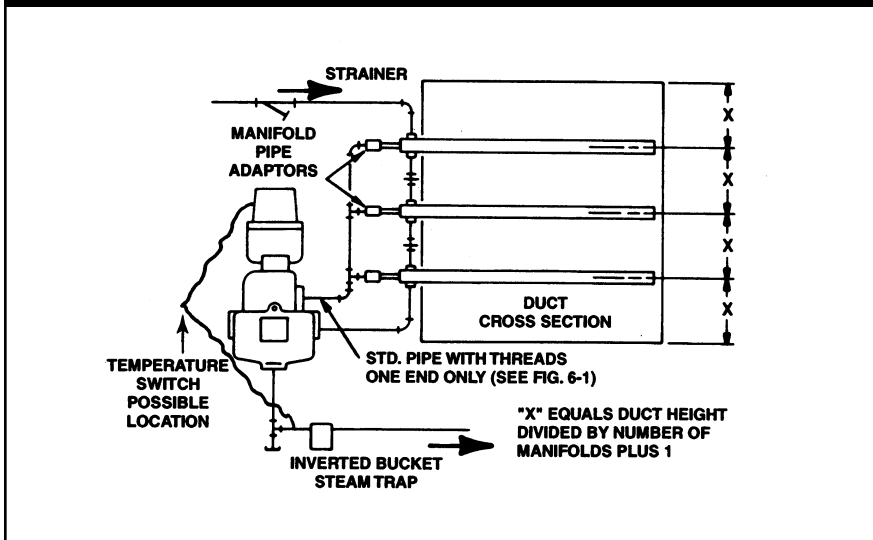 STRAINER
MANIFOLD
PIPE
ADAPTORS
X
X
X
X
DUCT
CROSS SECTION
STD. PIPE WITH THREADS
ONE END ONLY (SEE FIG. 6-1)
TEMPERATURE
SWITCH
POSSIBLE
LOCATION
"X" EQUALS DUCT HEIGHT
DIVIDED BY NUMBER OF
MANIFOLDS PLUS 1
INVERTED BUCKET
STEAM TRAP